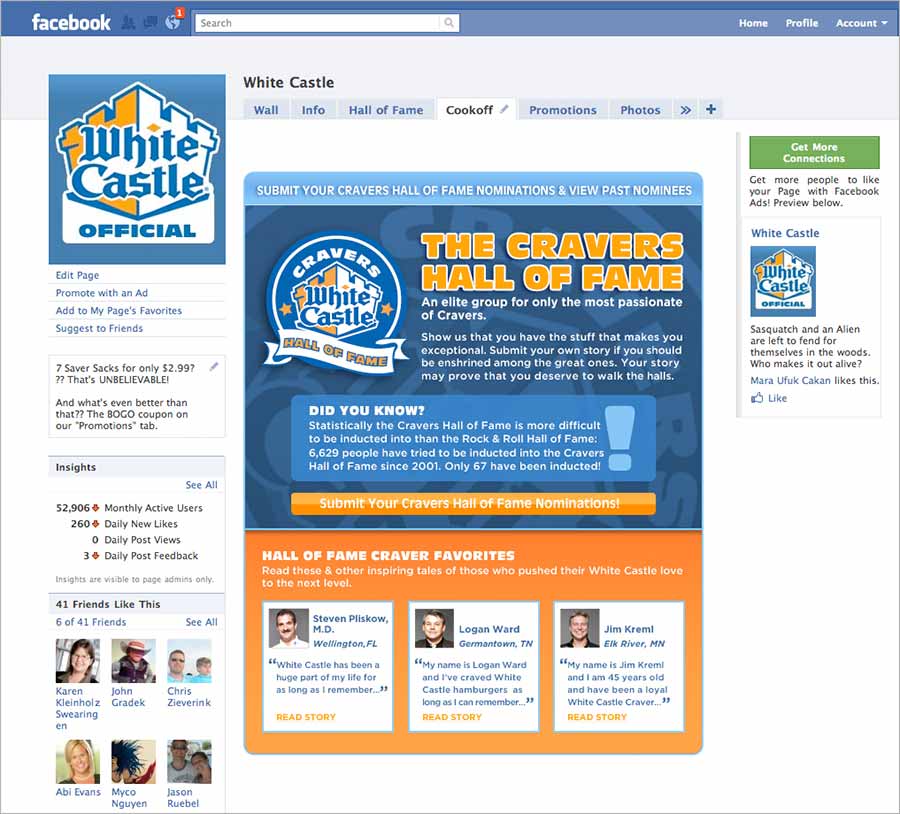 facebook
1
Search
Home Profile Account
White Castle
Wall Info Hall of Fame Cookoff Promotions Photos » +
White
Castle
OFFICIAL
Edit Page
Promote with an Ad
Add to My Page's Favorites
Suggest to Friends
7 Saver Sacks for only $2.99?
?? That's UNBELIEVABLE!
And what's even better than
that?? The BOGO coupon on
our "Promotions" tab.
Insights
See All
52,906 Monthly Active Users
260 Daily New Likes
0 Daily Post Views
3 Daily Post Feedback
Insights are visible to page admins only.
41 Friends Like This
6 of 41 Friends See All
Karen
Kleinholz
Swearing
en
John
Gradek
Chris
Zieverink
Abi Evans
Myco
Nguyen
Jason
Ruebel
SUBMIT YOUR CRAVERS HALL OF FAME NOMINATIONS & VIEW PAST NOMINEES
CRAVERS
White
Castle
HALL OF FAME
THE CRAVERS
HALL OF FAME
An elite group for only the most passionate
of Cravers.
Show us that you have the stuff that makes you
exceptional. Submit your own story if you should
be enshrined among the great ones. Your story
may prove that you deserve to walk the halls.
DID YOU KNOW?
Statistically the Cravers Hall of Fame is more difficult
to be inducted into than the Rock & Roll Hall of Fame:
6,629 people have tried to be inducted into the Cravers
Hall of Fame since 2001. Only 67 have been inducted!
!
Submit Your Cravers Hall of Fame Nominations!
HALL OF FAME CRAVER FAVORITES
Read these & other inspiring tales of those who pushed their White Castle love
to the next level.
Steven Pliskow,
M.D.
Wellington,FL
“White Castle has been a
huge part of my life for
as long as I remember...”
READ STORY
Logan Ward
Germantown, TN
“My name is Logan Ward
and I've craved White
Castle hamburgers as
long as I can remember...”
READ STORY
Jim Kreml
Elk River, MN
“My name is Jim Kreml
and I am 45 years old
and have been a loyal
White Castle Craver...”
READ STORY
Get More
Connections
Get more people to like
your Page with Facebook
Ads! Preview below.
White Castle
White
Castle
OFFICIAL
Sasquatch and an Alien
are left to fend for
themselves in the woods.
Who makes it out alive?
Mara Ufuk Cakan likes this.
Like